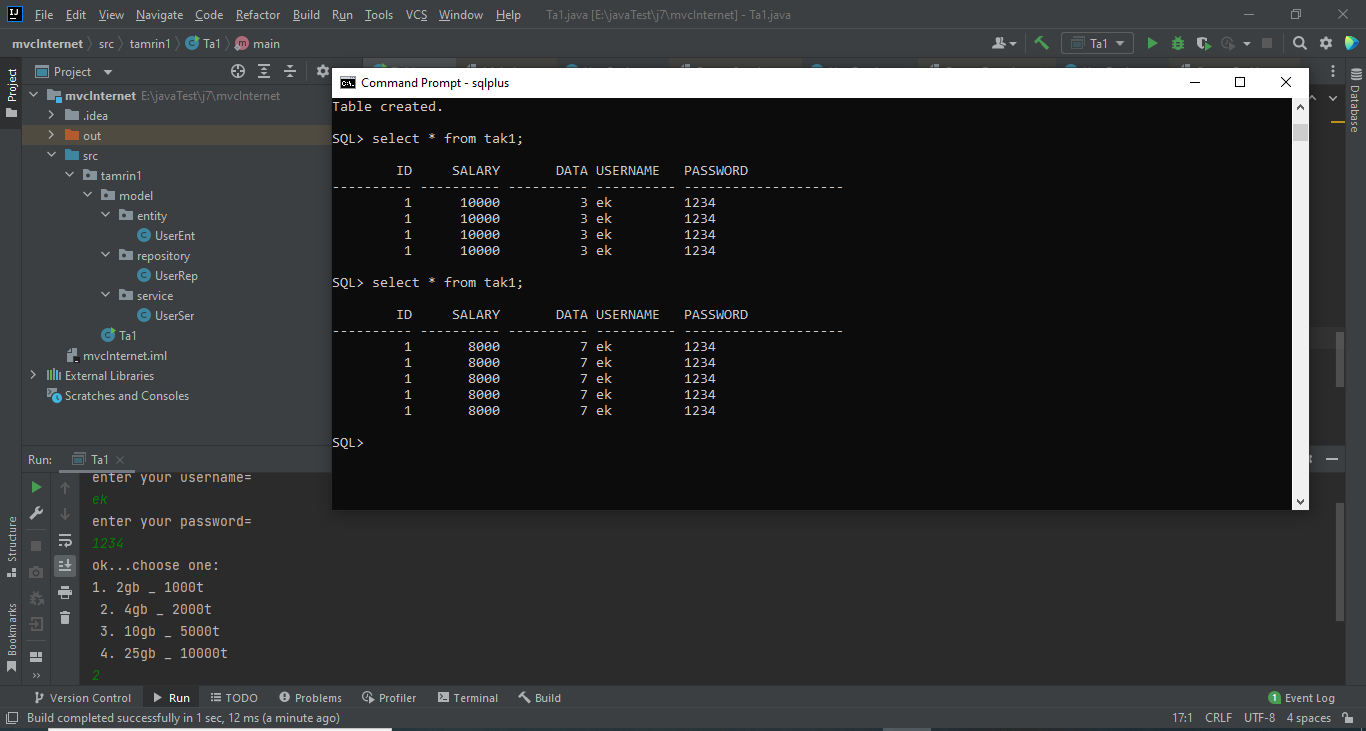 File Edit View Navigate Code Refactor Build Run Tools VCS Window Help Ta1.java [E:\javaTest\j7\mvcInternet] - Ta1.java
mvcInternet src tamrin1 Ta1 main
Ta1
Project
Project
mvcInternet E:\javaTest\j7\mvcInternet
.idea
out
src
tamrin1
model
entity
UserEnt
repository
UserRep
service
UserSer
Ta1
mvcInternet.iml
External Libraries
Scratches and Consoles
Command Prompt - sqlplus
Table created.
SQL> select * from tak1;
ID SALARY DATA USERNAME PASSWORD
---------- ---------- ---------- ---------- --------------------
1 10000 3 ek 1234
1 10000 3 ek 1234
1 10000 3 ek 1234
1 10000 3 ek 1234
SQL> select * from tak1;
ID SALARY DATA USERNAME PASSWORD
---------- ---------- ---------- ---------- --------------------
1 8000 7 ek 1234
1 8000 7 ek 1234
1 8000 7 ek 1234
1 8000 7 ek 1234
1 8000 7 ek 1234
SQL>
Database
Run: Ta1
enter your username=
ek
enter your password=
1234
ok...choose one:
1. 2gb _ 1000t
2. 4gb _ 2000t
3. 10gb _ 5000t
4. 25gb _ 10000t
2
Structure
Bookmarks
Version Control Run TODO Problems Profiler Terminal Build 1 Event Log
Build completed successfully in 1 sec, 12 ms (a minute ago) 17:1 CRLF UTF-8 4 spaces